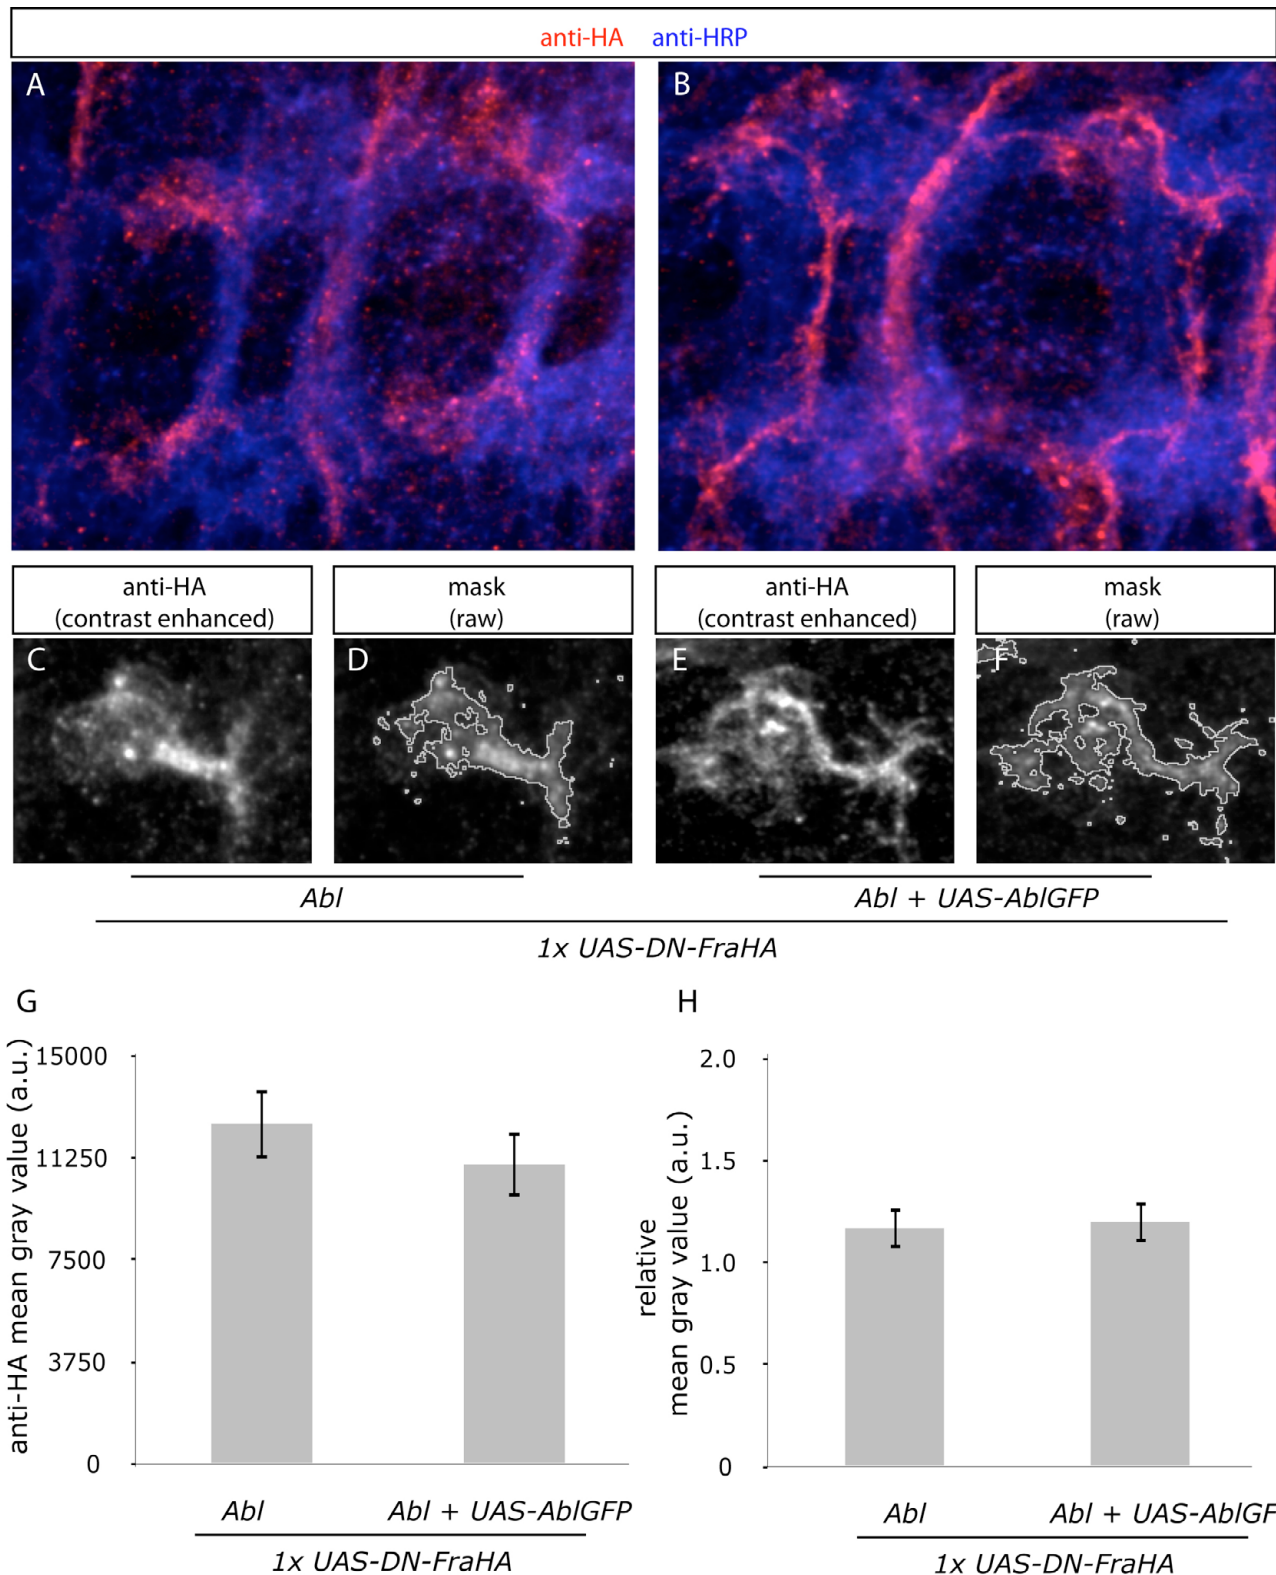 anti-HA anti-HRP
A
B
anti-HA
(contrast enhanced)
mask
(raw)
anti-HA
(contrast enhanced)
mask
(raw)
C
D
E
F
Abl
Abl + UAS-AblGFP
1x UAS-DN-FraHA
G
H
anti-HA mean gray value (a.u.)
15000
11250
7500
3750
0
Abl
Abl + UAS-AblGFP
1x UAS-DN-FraHA
relative
mean gray value (a.u.)
2.0
1.5
1.0
0.5
0
Abl
Abl + UAS-AblGF
1x UAS-DN-FraHA